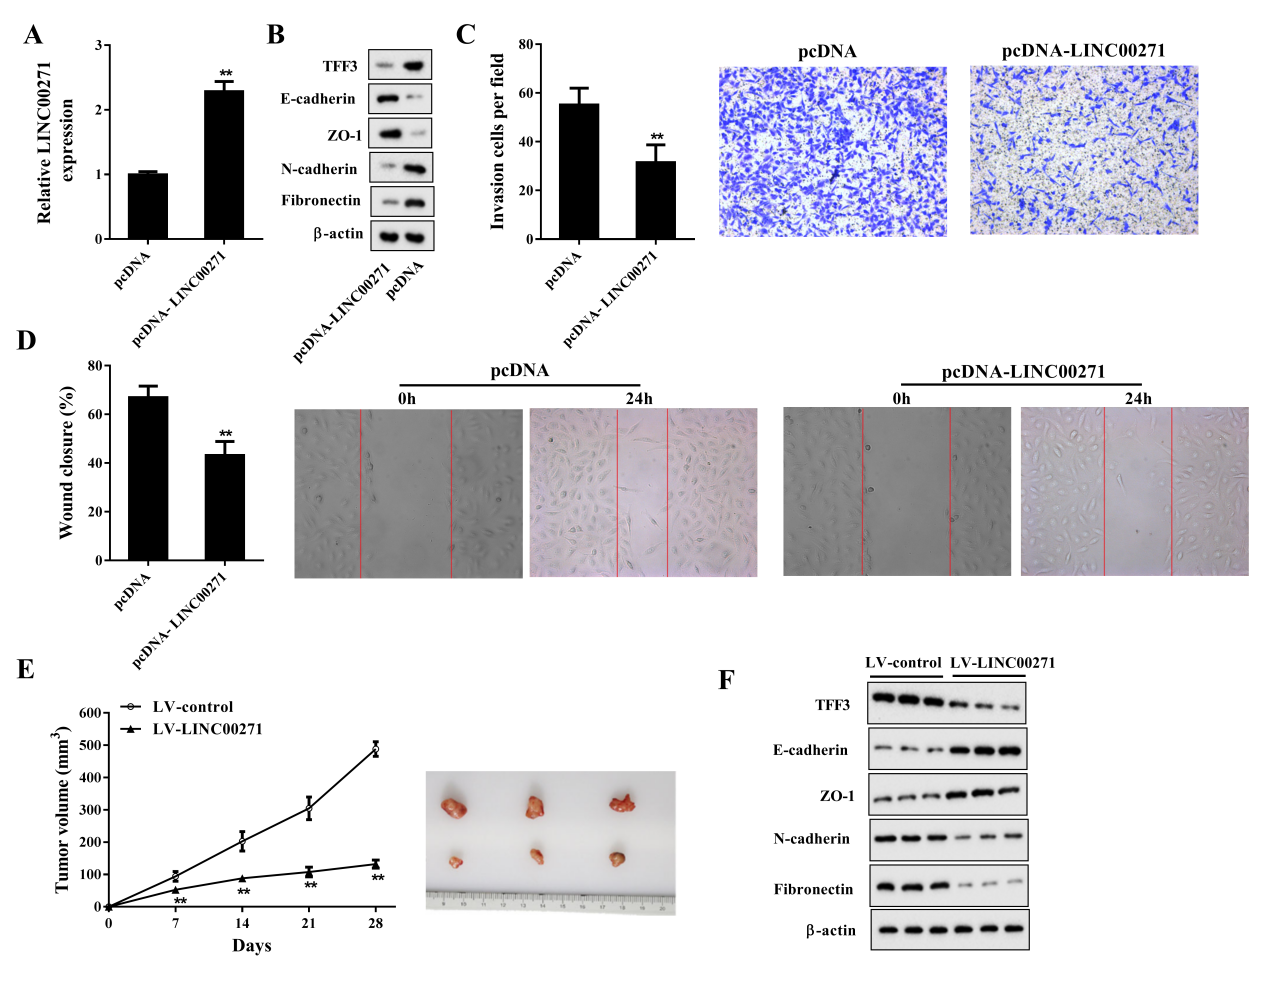 A
Relative LINC00271
expression
3
2
1
0
**
pcDNA
pcDNA- LINC00271
B
TFF3
E-cadherin
ZO-1
N-cadherin
Fibronectin
β-actin
pcDNA-LINC00271
pcDNA
C
Invasion cells per field
80
60
40
20
0
**
pcDNA
pcDNA- LINC00271
pcDNA
pcDNA-LINC00271
D
Wound closure (%)
80
60
40
20
0
**
pcDNA
pcDNA- LINC00271
pcDNA
0h
24h
pcDNA-LINC00271
0h
24h
E
LV-control
LV-LINC00271
Tumor volume (mm3)
600
500
400
300
200
100
0
**
**
**
**
0 7 14 21 28
Days
F
LV-control LV-LINC00271
TFF3
E-cadherin
ZO-1
N-cadherin
Fibronectin
β-actin